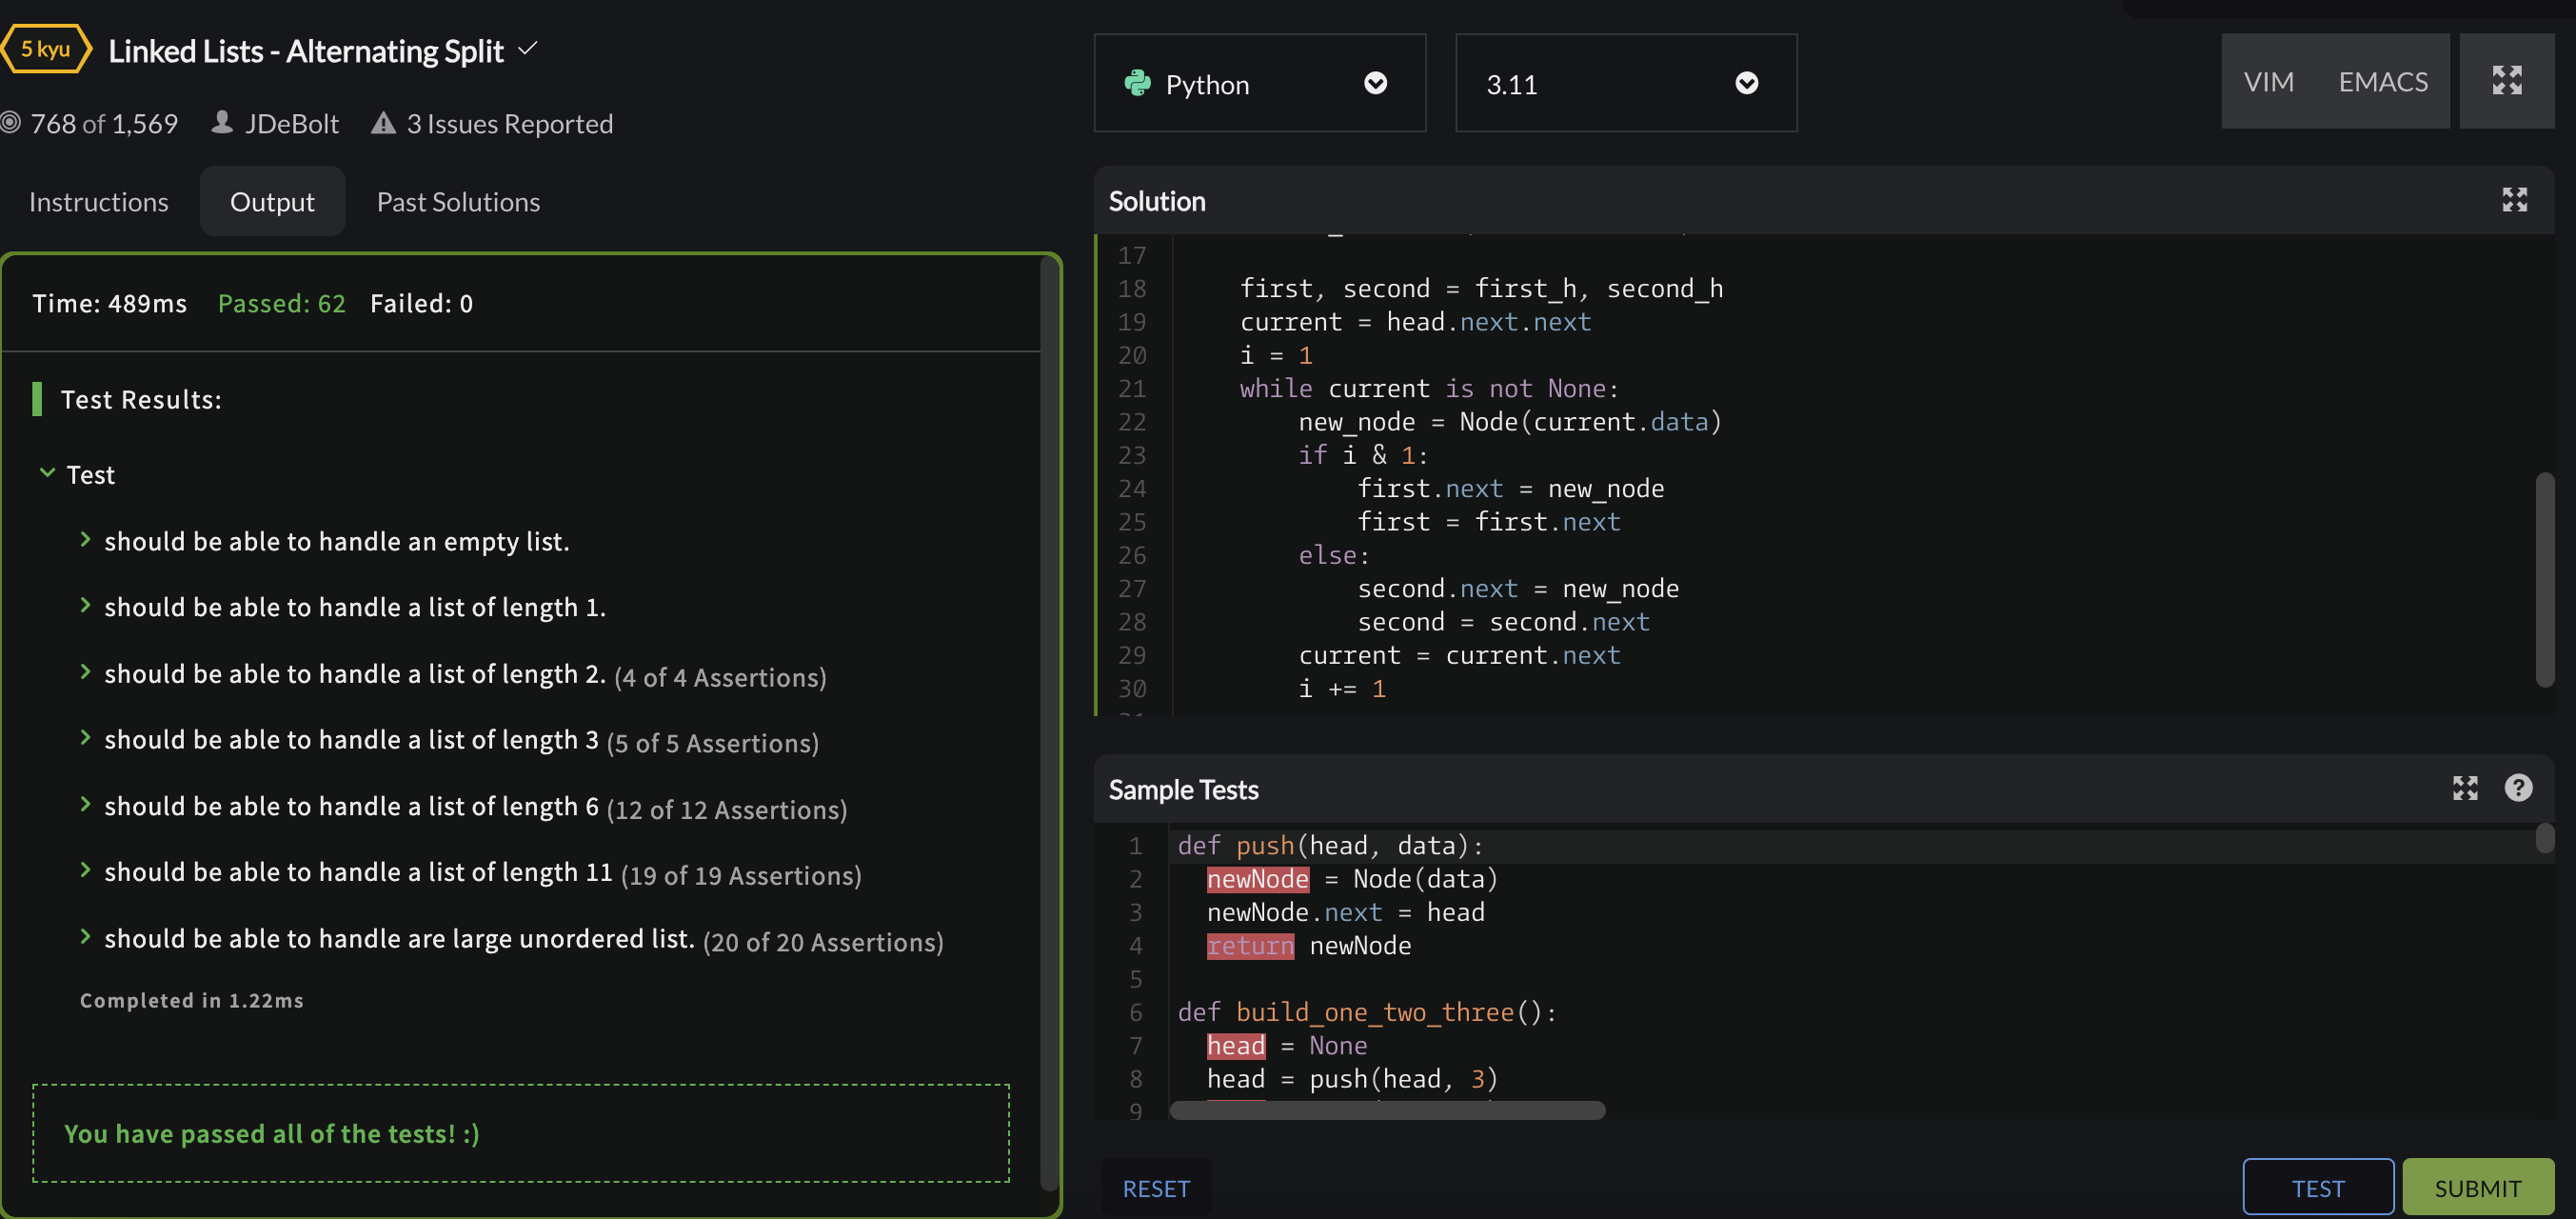 5 kyu Linked Lists - Alternating Split
768 of 1,569 JDeBolt 3 Issues Reported
Instructions Output Past Solutions
Time: 489ms Passed: 62 Failed: 0
Test Results:
Test
should be able to handle an empty list.
should be able to handle a list of length 1.
should be able to handle a list of length 2. (4 of 4 Assertions)
should be able to handle a list of length 3 (5 of 5 Assertions)
should be able to handle a list of length 6 (12 of 12 Assertions)
should be able to handle a list of length 11 (19 of 19 Assertions)
should be able to handle are large unordered list. (20 of 20 Assertions)
Completed in 1.22ms
You have passed all of the tests! :)
Python 3.11 VIM EMACS
Solution
17
18 first, second = first_h, second_h
19 current = head.next.next
20 i = 1
21 while current is not None:
22 new_node = Node(current.data)
23 if i & 1:
24 first.next = new_node
25 first = first.next
26 else:
27 second.next = new_node
28 second = second.next
29 current = current.next
30 i += 1
Sample Tests
1 def push(head, data):
2 newNode = Node(data)
3 newNode.next = head
4 return newNode
5
6 def build_one_two_three():
7 head = None
8 head = push(head, 3)
9
RESET TEST SUBMIT